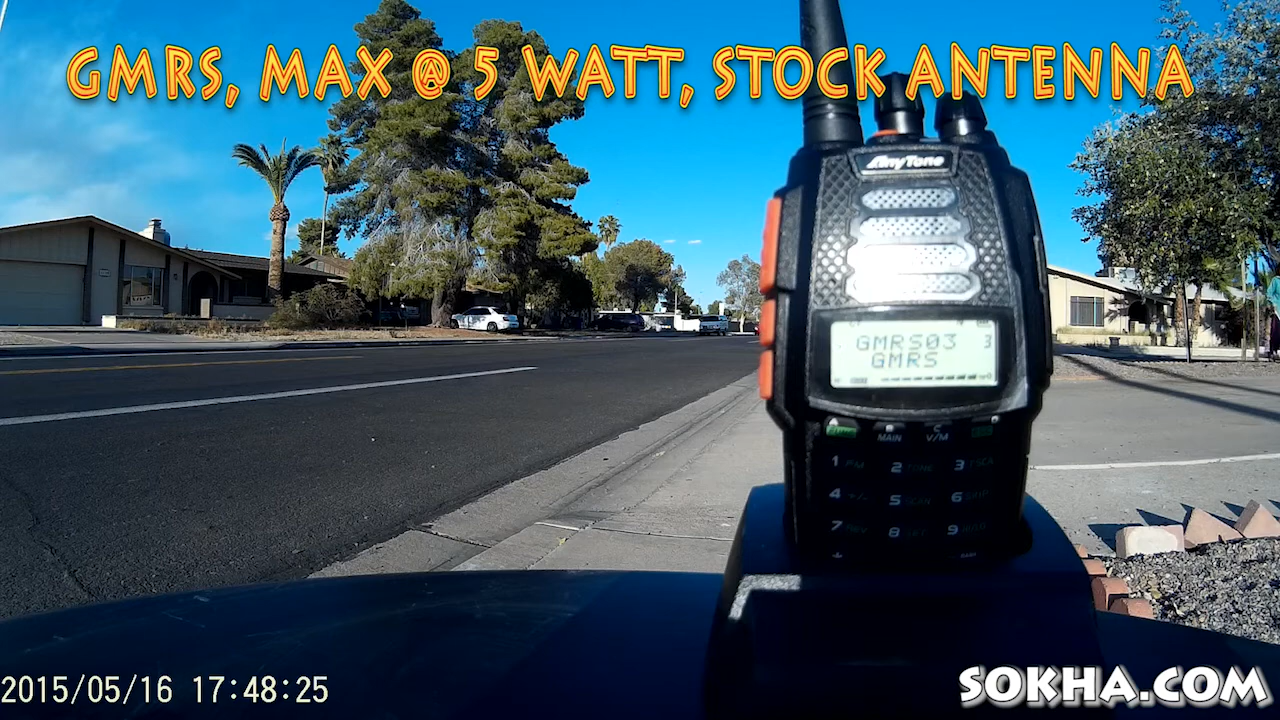 GMRS, MAX @ 5 WATT, STOCK ANTENNA
AnyTone
GMRS03 3
GMRS
MAIN V/M
1 2 TONE 3
4 +/- 5 SCAN 6
7 8 9
2015/05/16 17:48:25
SOKHA.COM